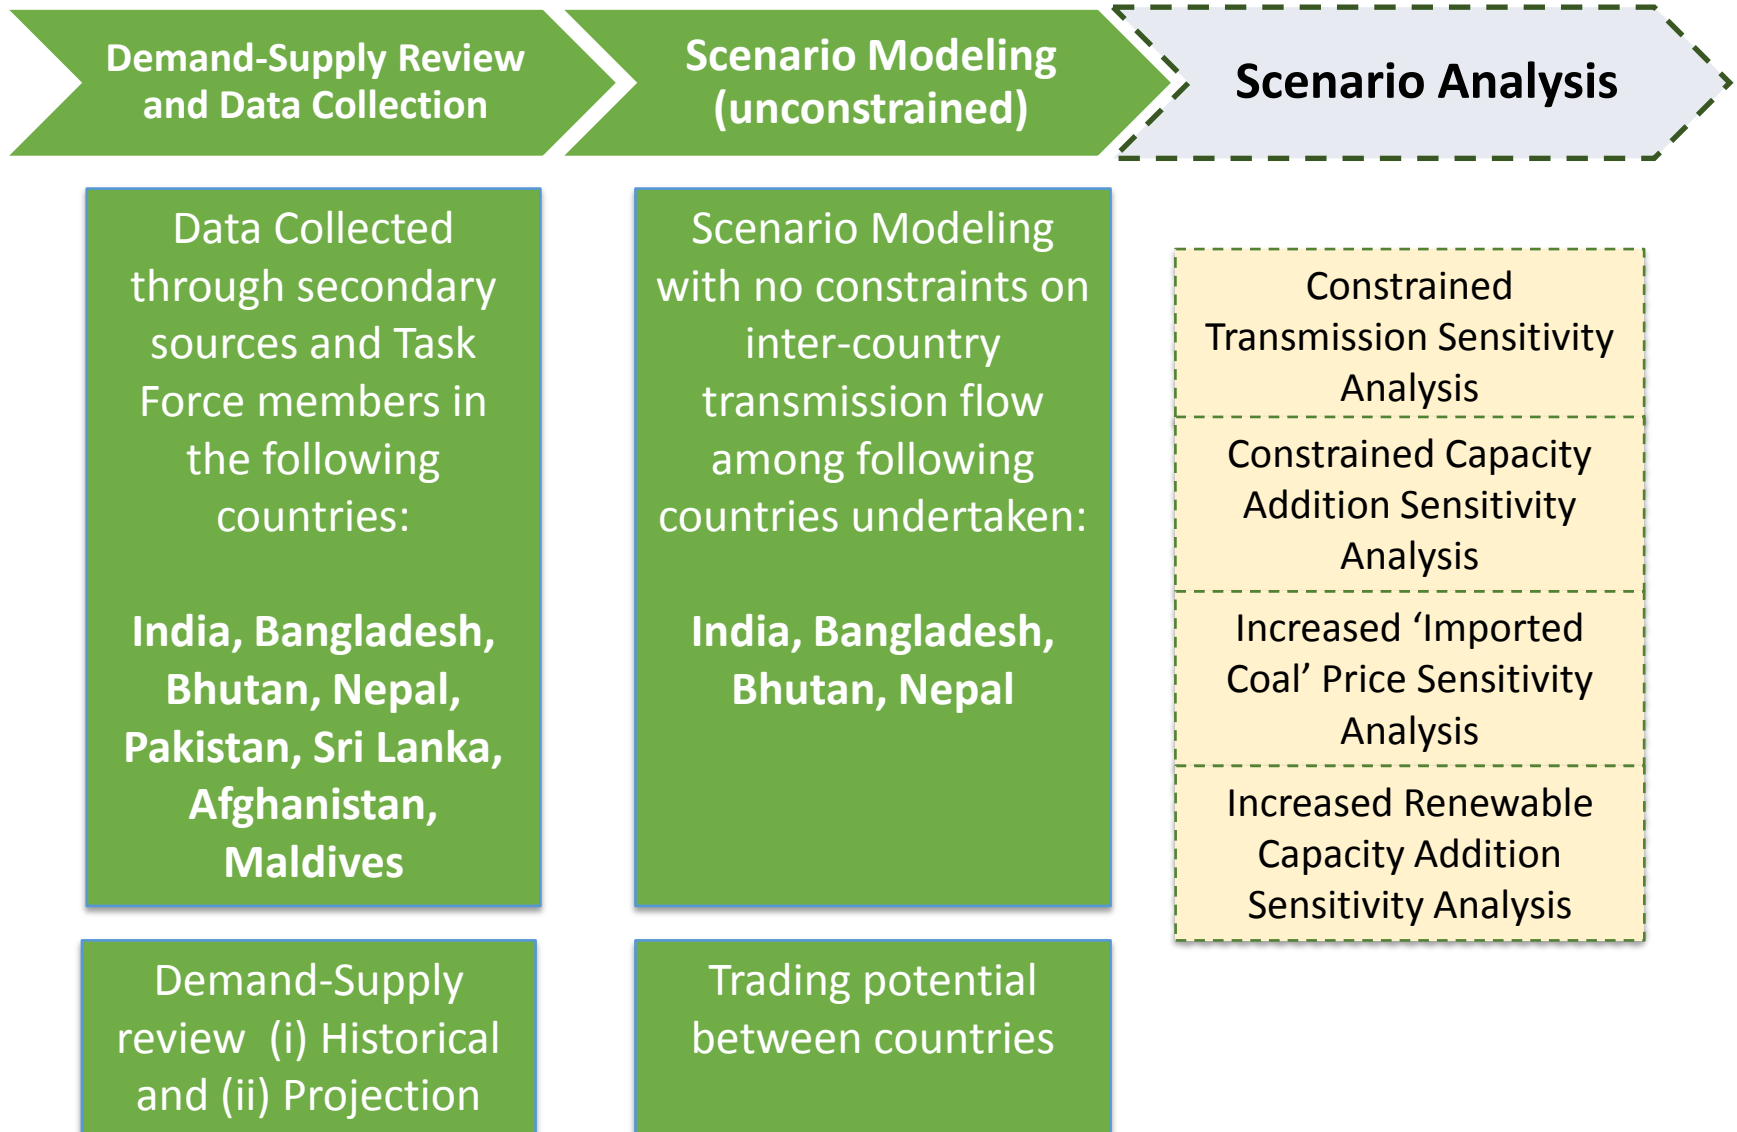 Demand-Supply Review
and Data Collection
Scenario Modeling
(unconstrained)
Scenario Analysis
Data Collected
through secondary
sources and Task
Force members in
the following
countries:
India, Bangladesh,
Bhutan, Nepal,
Pakistan, Sri Lanka,
Afghanistan,
Maldives
Scenario Modeling
with no constraints on
inter-country
transmission flow
among following
countries undertaken:
India, Bangladesh,
Bhutan, Nepal
Constrained
Transmission Sensitivity
Analysis
Constrained Capacity
Addition Sensitivity
Analysis
Increased ‘Imported
Coal’ Price Sensitivity
Analysis
Increased Renewable
Capacity Addition
Sensitivity Analysis
Demand-Supply
review (i) Historical
and (ii) Projection
Trading potential
between countries